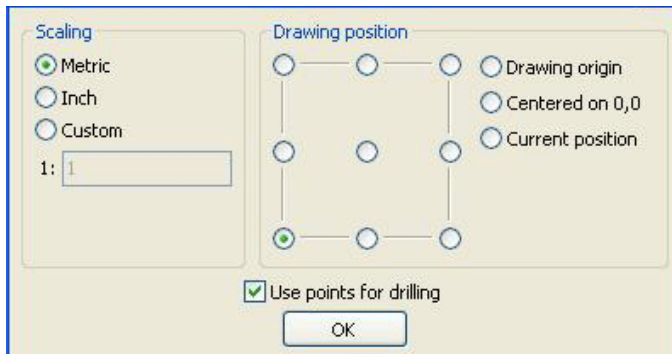 Scaling
Metric
Inch
Custom
1: 1
Drawing position
Drawing origin
Centered on 0,0
Current position
Use points for drilling
OK